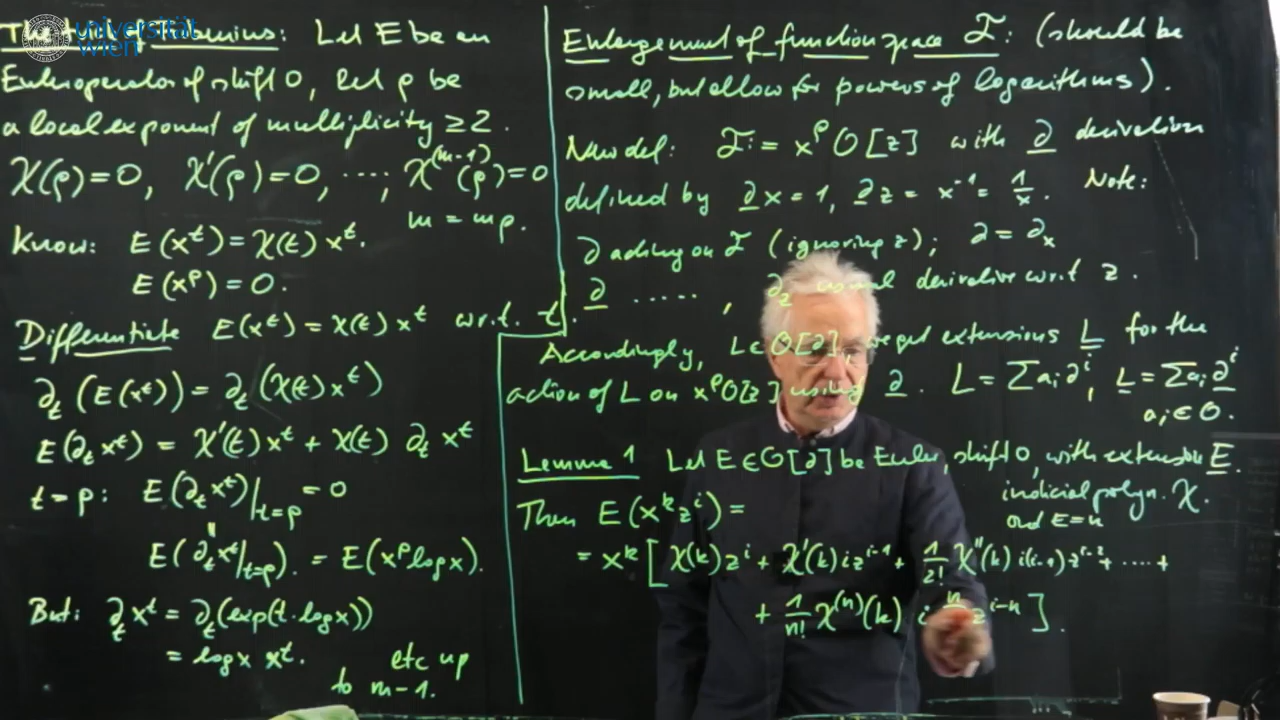 universität
wien
The trick of Frobenius: Let E be an
Euler operator of shift 0, let ρ be
a local exponent of multiplicity ≥2.
χ(ρ)=0, χ'(ρ)=0, ...., χ^(m-1)(ρ)=0
m = m_ρ.
Know: E(x^t) = χ(t) x^t.
E(x^ρ) = 0.
Differentiate E(x^t) = χ(t) x^t w.r.t. t.
∂_t (E(x^t)) = ∂_t (χ(t) x^t)
E(∂_t x^t) = χ'(t) x^t + χ(t) ∂_t x^t
t = ρ: E(∂_t x^t)|_{t=ρ} = 0
"
E(∂_t x^t|_{t=ρ}). = E(x^ρ log x).
But: ∂_t x^t = ∂_t (exp(t·log x))
= log x x^t. etc up
to m-1.
Enlargement of function space F: (should be
small, but allow for powers of logarithms).
New def: F := x^ρ O[z] with ∂ derivation
defined by ∂x = 1, ∂z = x^{-1} = 1/x. Note:
∂ acting on F (ignoring z); ∂ = ∂_x
∂ ....., ∂_z usual derivative w.r.t z.
Accordingly, L∈O[∂], we get extensions L for the
action of L on x^ρ O[z] using ∂. L = Σ a_i ∂^i, L = Σ a_i ∂^i
a_i ∈ O.
Lemma 1 Let E ∈ O[∂] be Euler, shift 0, with extension E.
indicial polyn. χ.
ord E = n
Then E(x^k z^i) =
= x^k [χ(k) z^i + χ'(k) i z^{i-1} + 1/2! χ''(k) i(i-1) z^{i-2} + .... +
+ 1/n! χ^(n)(k) i^n z^{i-n}].